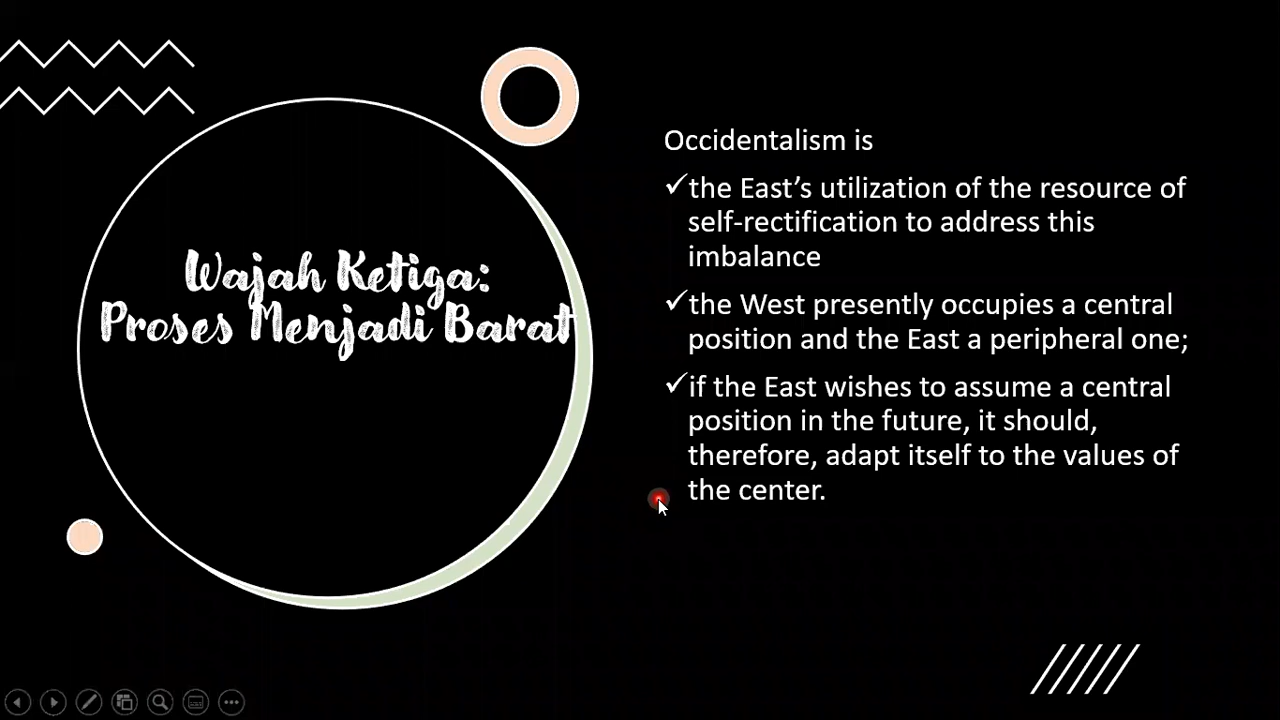 Wajah Ketiga:
Proses Menjadi Barat
Occidentalism is
✓the East’s utilization of the resource of
self-rectification to address this
imbalance
✓the West presently occupies a central
position and the East a peripheral one;
✓if the East wishes to assume a central
position in the future, it should,
therefore, adapt itself to the values of
the center.